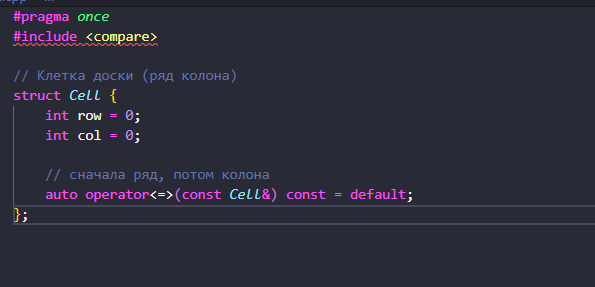 #pragma once
#include <compare>
// Клетка доски (ряд колона)
struct Cell {
int row = 0;
int col = 0;
// сначала ряд, потом колона
auto operator<=>(const Cell&) const = default;
};